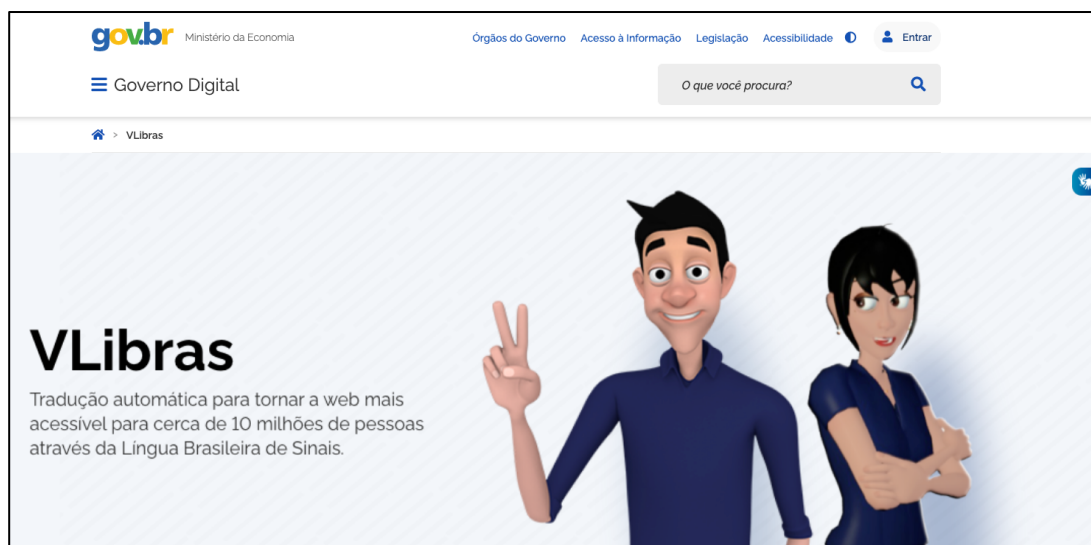 gov.br Ministério da Economia Órgãos do Governo Acesso à Informação Legislação Acessibilidade Entrar
Governo Digital O que você procura?
> VLibras
VLibras
Tradução automática para tornar a web mais
acessível para cerca de 10 milhões de pessoas
através da Língua Brasileira de Sinais.